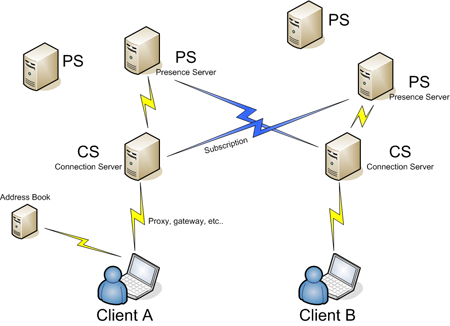 PS
PS
Presence Server
PS
PS
Presence Server
CS
Connection Server
Subscription
CS
Connection Server
Address Book
Proxy, gateway, etc..
Client A
Client B